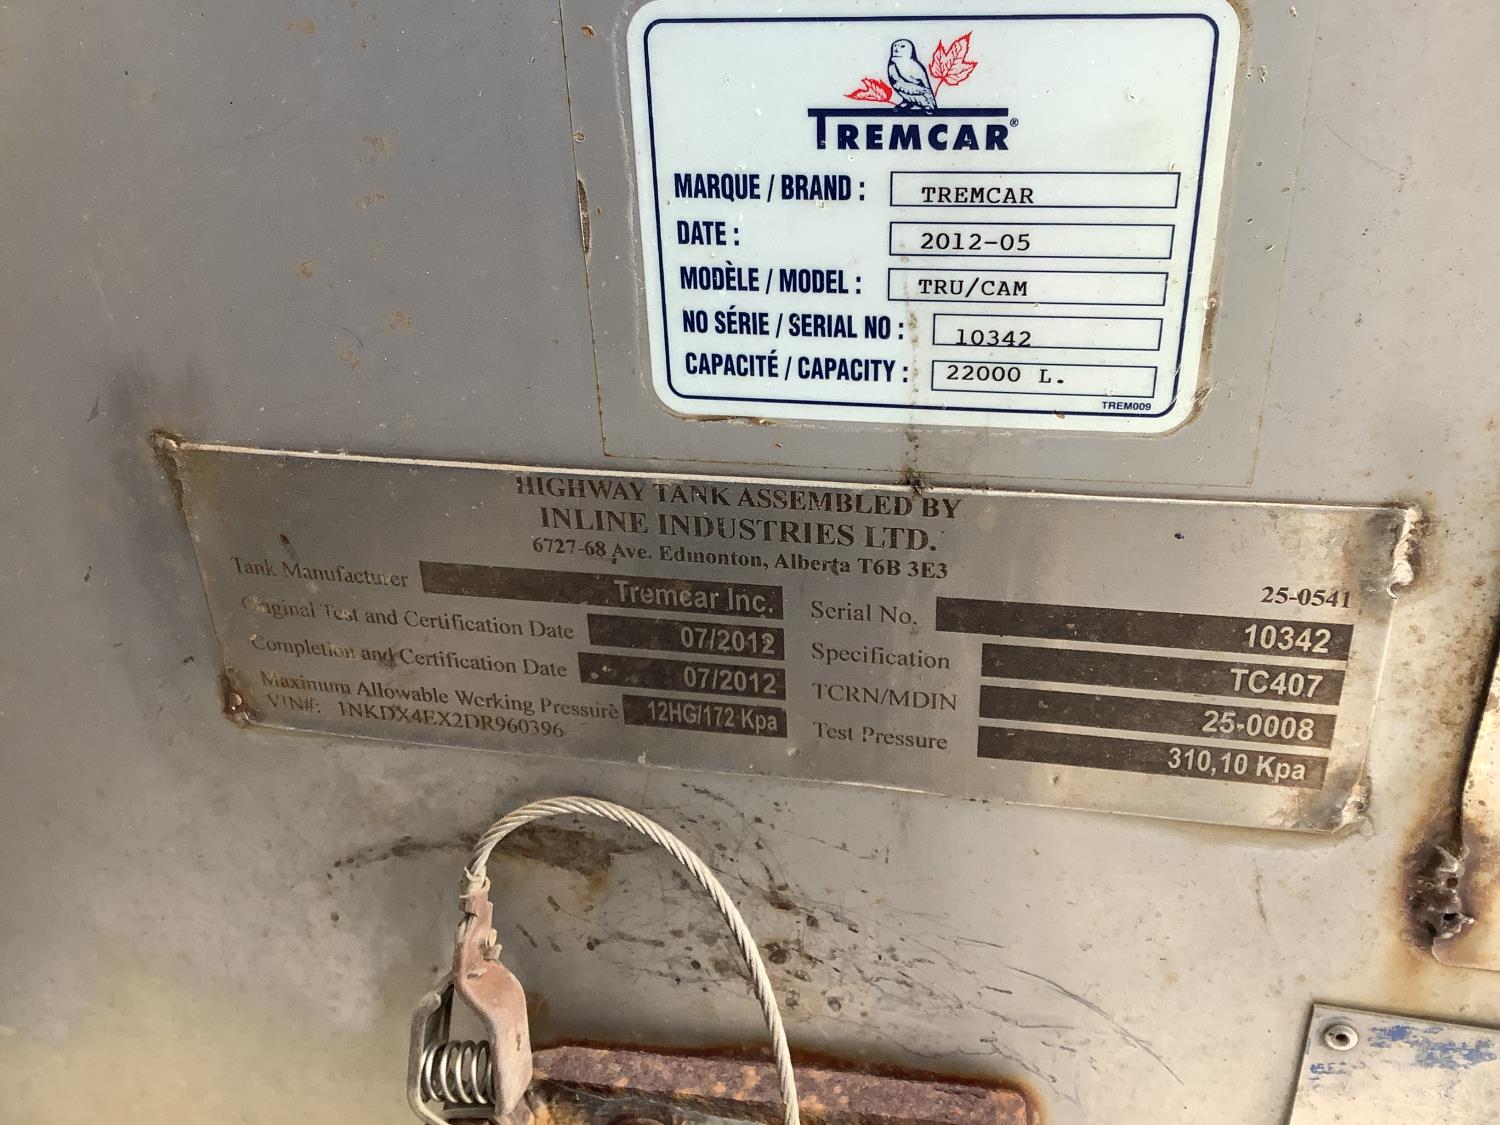 TREMCAR®
MARQUE / BRAND : TREMCAR
DATE : 2012-05
MODÈLE / MODEL : TRU/CAM
NO SÉRIE / SERIAL NO : 10342
CAPACITÉ / CAPACITY : 22000 L.
TREM009
HIGHWAY TANK ASSEMBLED BY
INLINE INDUSTRIES LTD.
6727-68 Ave. Edmonton, Alberta T6B 3E3
25-0541
Tank Manufacturer Tremcar Inc.
Original Test and Certification Date 07/2012
Completion and Certification Date 07/2012
Maximum Allowable Working Pressure 12HG/172 Kpa
VIN#: 1NKDX4EX2DR960396
Serial No. 10342
Specification TC407
TCRN/MDIN 25-0008
Test Pressure 310,10 Kpa